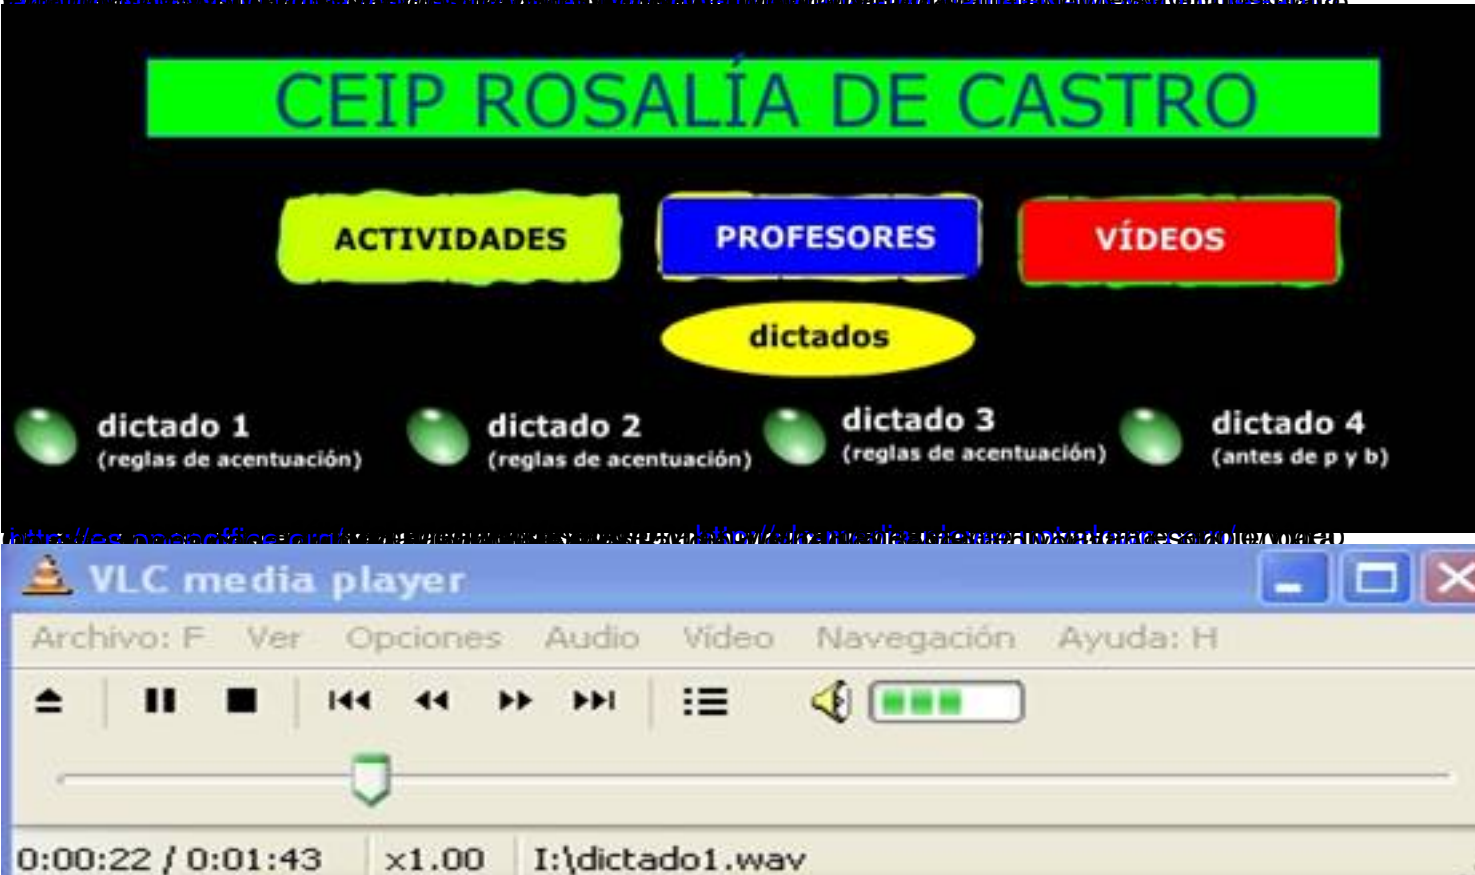 CEIP ROSALÍA DE CASTRO
ACTIVIDADES PROFESORES VÍDEOS
dictados
dictado 1 dictado 2 dictado 3 dictado 4
(reglas de acentuación) (reglas de acentuación) (reglas de acentuación) (antes de p y b)
VLC media player
Archivo: F Ver Opciones Audio Vídeo Navegación Ayuda: H
0:00:22 / 0:01:43 x1.00 I:\dictado1.wav